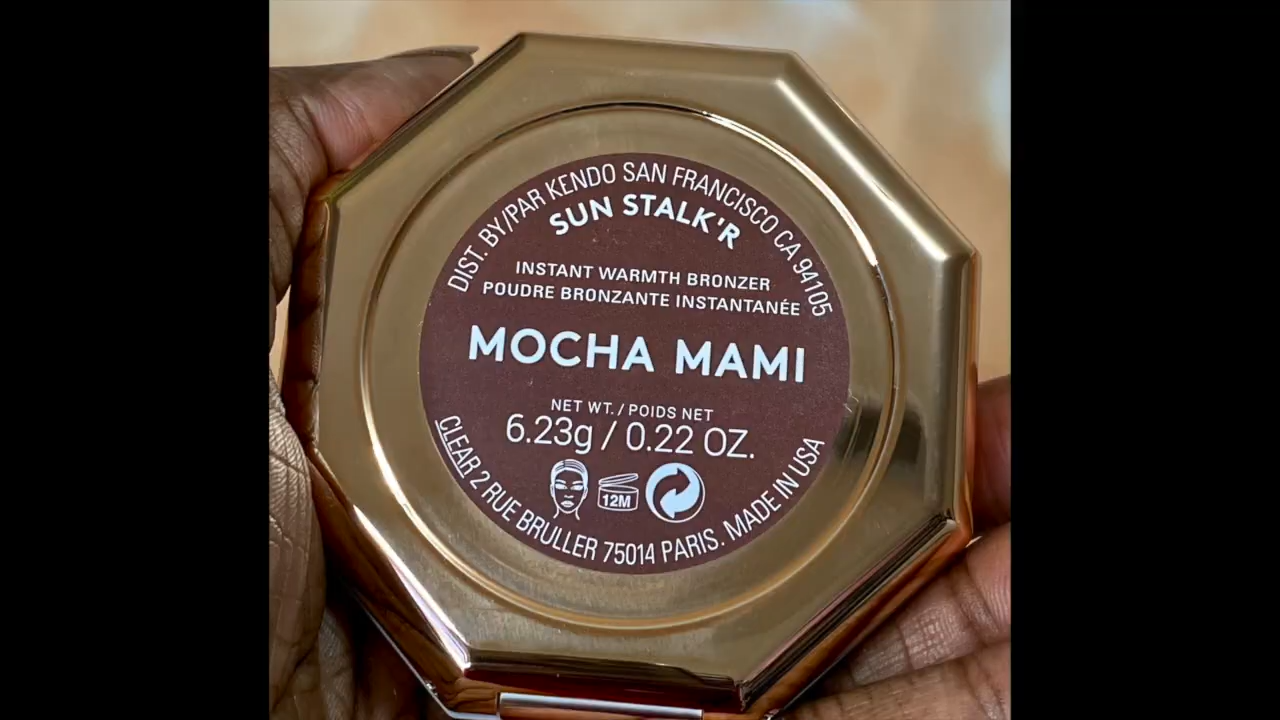 DIST. BY/PAR KENDO SAN FRANCISCO CA 94105
SUN STALK'R
INSTANT WARMTH BRONZER
POUDRE BRONZANTE INSTANTANÉE
MOCHA MAMI
NET WT. / POIDS NET
6.23g / 0.22 OZ.
12M
CLEAR 2 RUE BRULLER 75014 PARIS. MADE IN USA